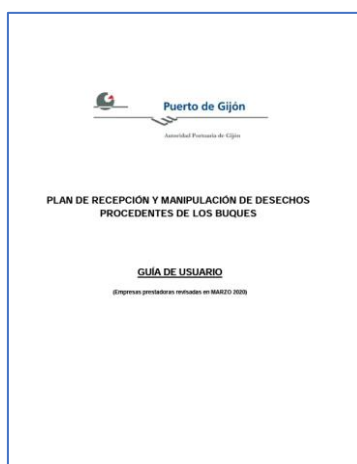 Puerto de Gijón
Autoridad Portuaria de Gijón
PLAN DE RECEPCIÓN Y MANIPULACIÓN DE DESECHOS
PROCEDENTES DE LOS BUQUES
GUÍA DE USUARIO
(Empresas prestadoras revisadas en MARZO 2020)